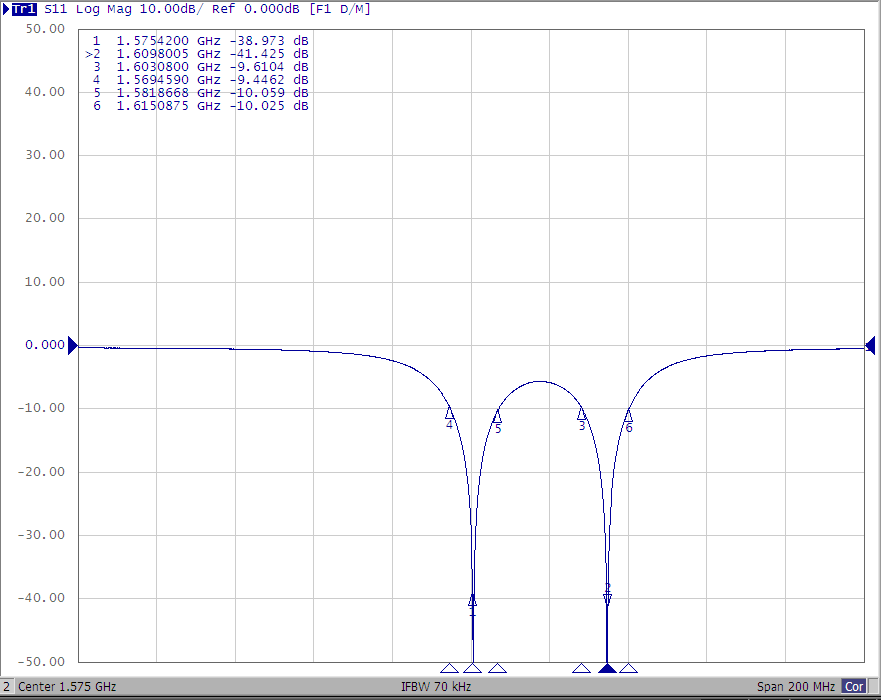 Tr1 S11 Log Mag 10.00dB/ Ref 0.000dB [F1 D/M]
50.00
1 1.5754200 GHz -38.973 dB
>2 1.6098005 GHz -41.425 dB
3 1.6030800 GHz -9.6104 dB
4 1.5694590 GHz -9.4462 dB
5 1.5818668 GHz -10.059 dB
6 1.6150875 GHz -10.025 dB
40.00
30.00
20.00
10.00
0.000
-10.00
4 5 3 6
-20.00
-30.00
-40.00
2
1
-50.00
2 Center 1.575 GHz IFBW 70 kHz Span 200 MHz Cor